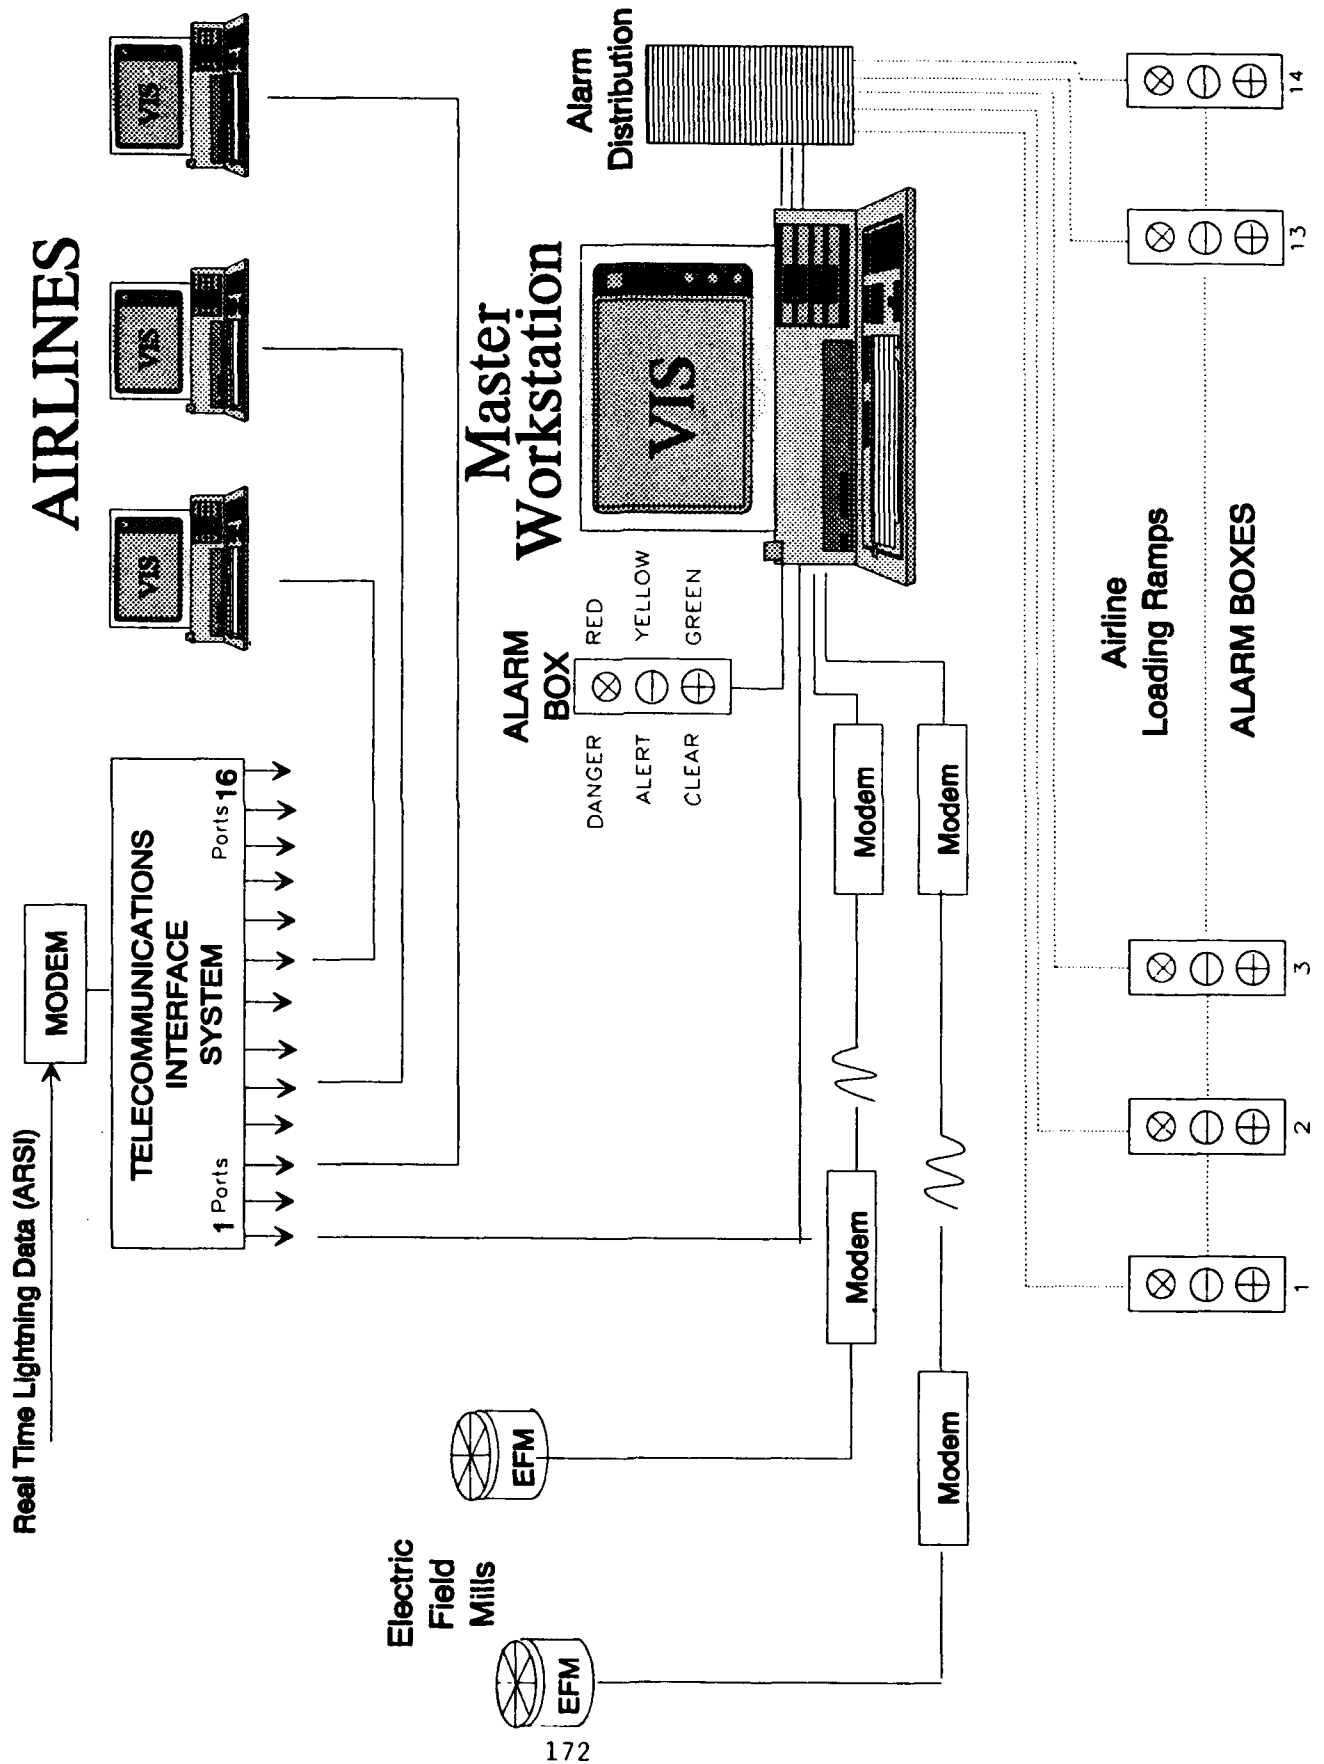 Real Time Lightning Data (ARSI)
MODEM
TELECOMMUNICATIONS
INTERFACE
SYSTEM
1 Ports
Ports 16
AIRLINES
VIS
VIS
VIS
Electric
Field
Mills
EFM
EFM
Modem
Modem
Modem
Modem
ALARM
BOX
DANGER
RED
ALERT
YELLOW
CLEAR
GREEN
Master
Workstation
VIS
Alarm
Distribution
Airline
Loading Ramps
ALARM BOXES
1
2
3
13
14
172